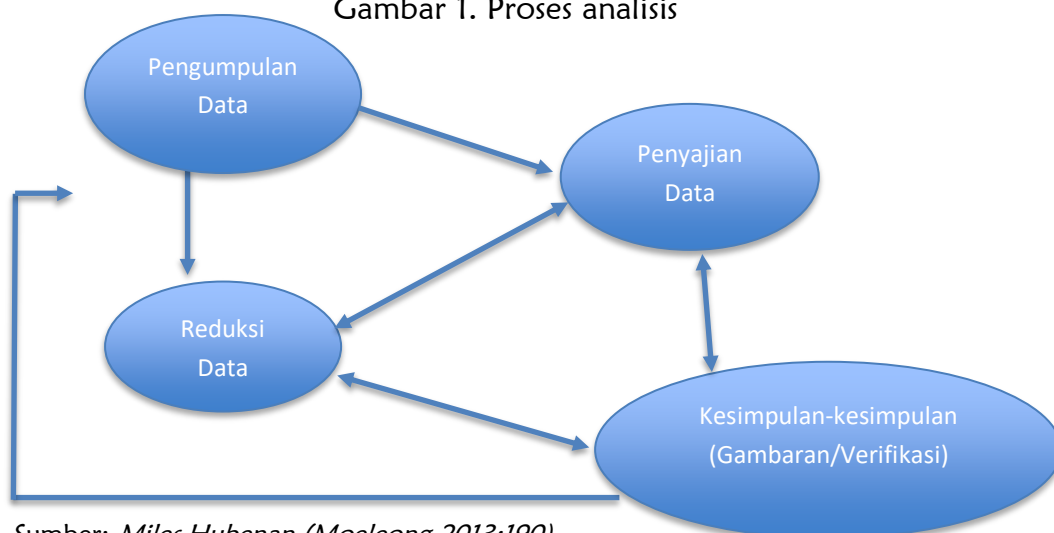 Gambar 1. Proses analisis
Pengumpulan
Data
Penyajian
Data
Reduksi
Data
Kesimpulan-kesimpulan
(Gambaran/Verifikasi)
Sumber: Miles Hubenan (Moeleong 2013:190)